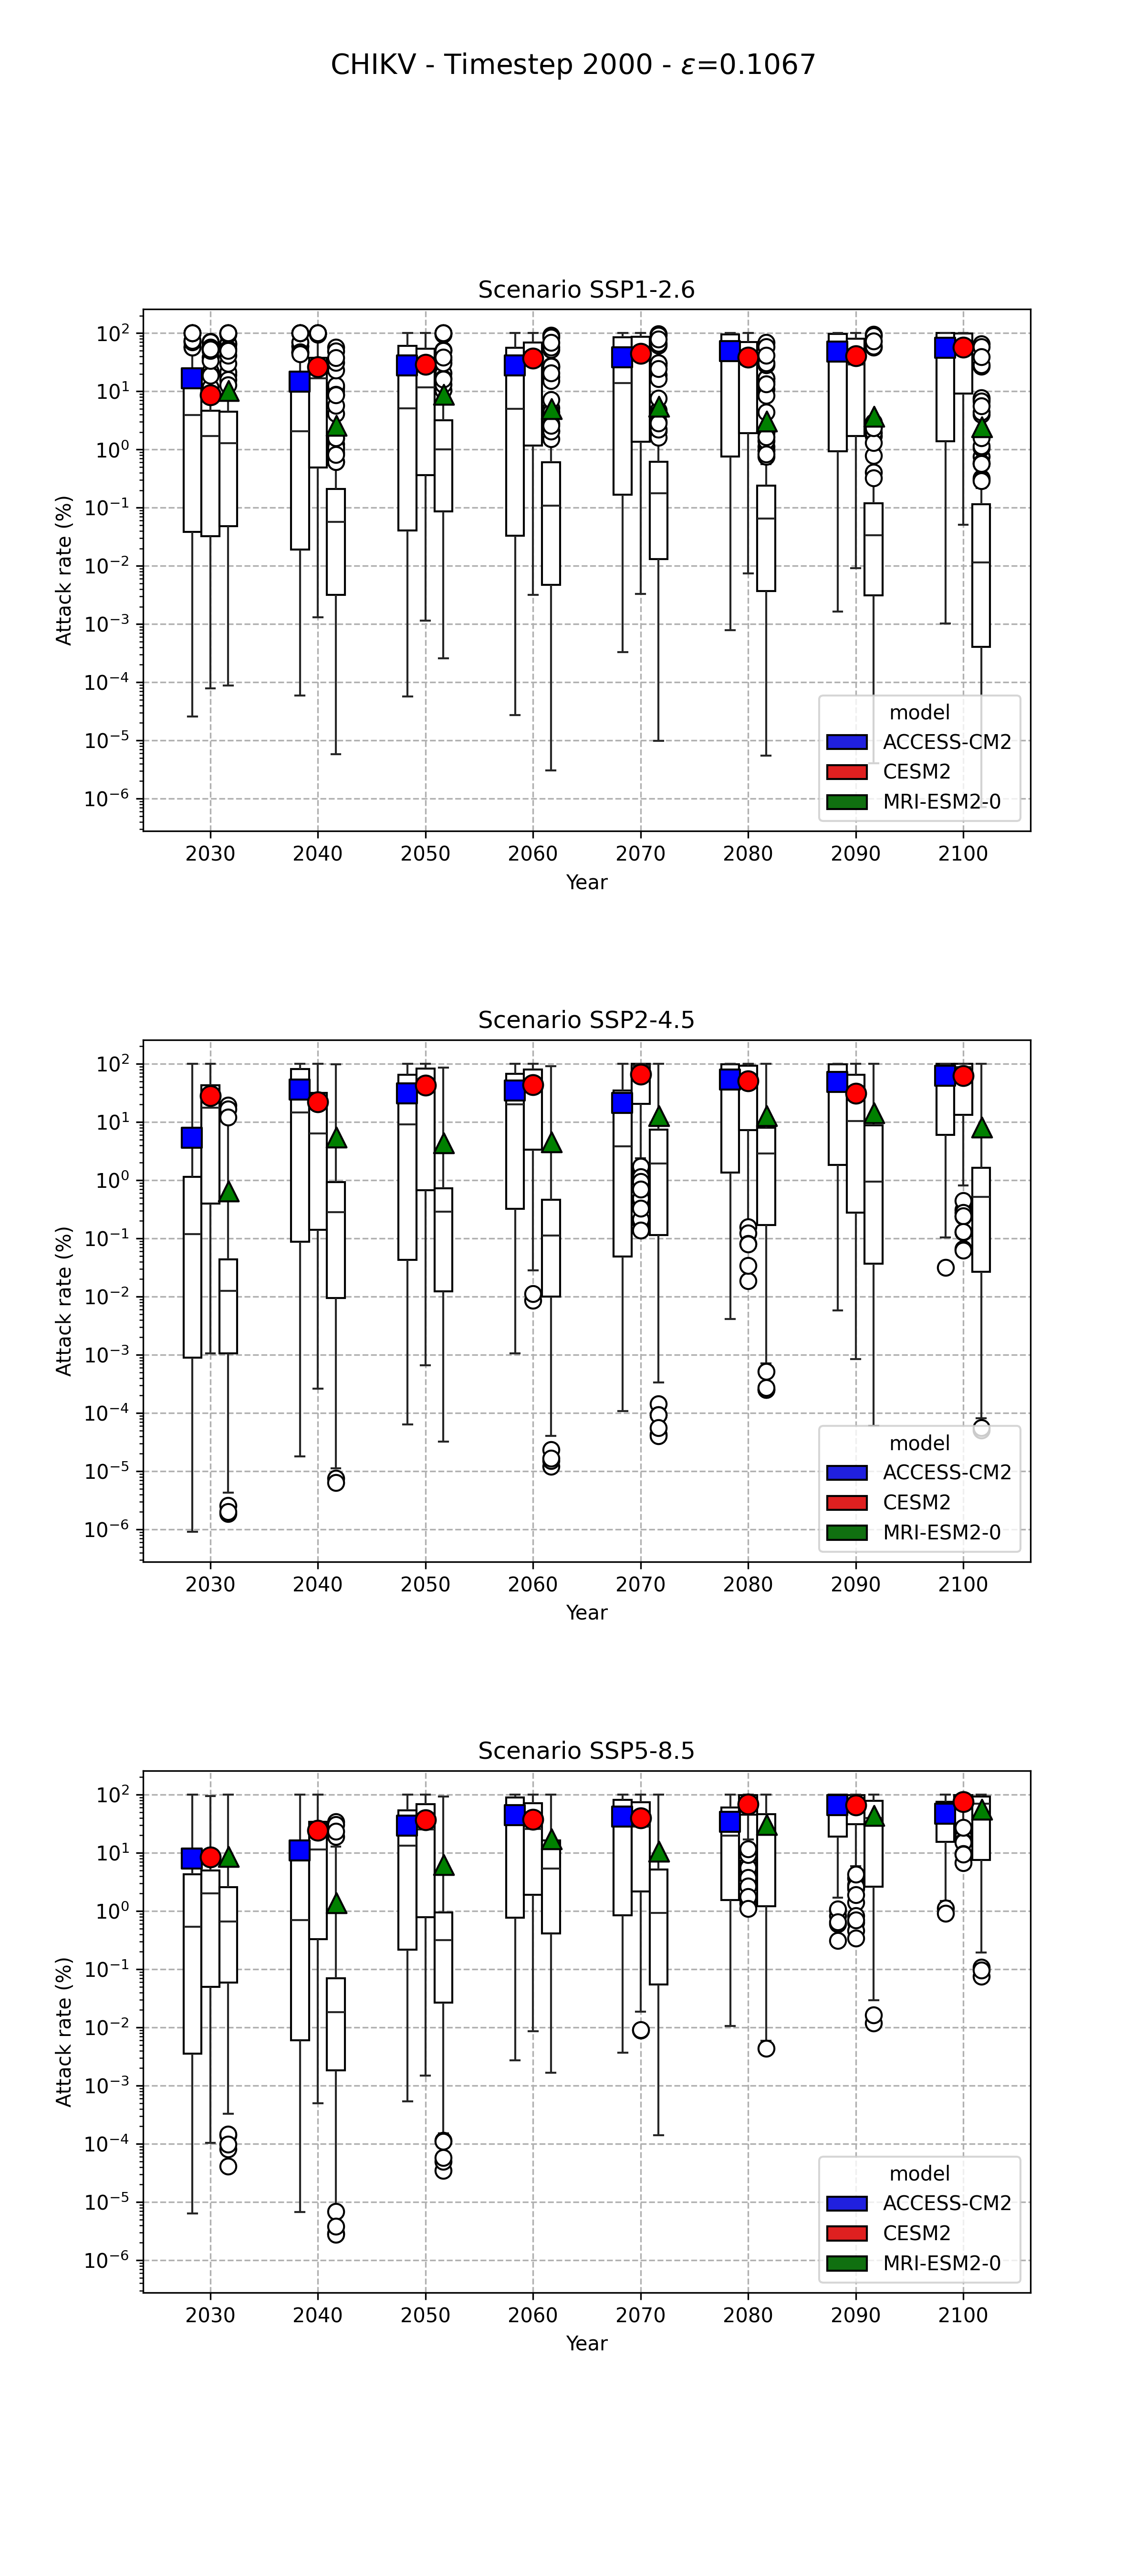 CHIKV - Timestep 2000 - ε=0.1067
Scenario SSP1-2.6
Attack rate (%)
10²
10¹
10⁰
10⁻¹
10⁻²
10⁻³
10⁻⁴
10⁻⁵
10⁻⁶
model
ACCESS-CM2
CESM2
MRI-ESM2-0
2030 2040 2050 2060 2070 2080 2090 2100
Year
Scenario SSP2-4.5
Attack rate (%)
10²
10¹
10⁰
10⁻¹
10⁻²
10⁻³
10⁻⁴
10⁻⁵
10⁻⁶
model
ACCESS-CM2
CESM2
MRI-ESM2-0
2030 2040 2050 2060 2070 2080 2090 2100
Year
Scenario SSP5-8.5
Attack rate (%)
10²
10¹
10⁰
10⁻¹
10⁻²
10⁻³
10⁻⁴
10⁻⁵
10⁻⁶
model
ACCESS-CM2
CESM2
MRI-ESM2-0
2030 2040 2050 2060 2070 2080 2090 2100
Year